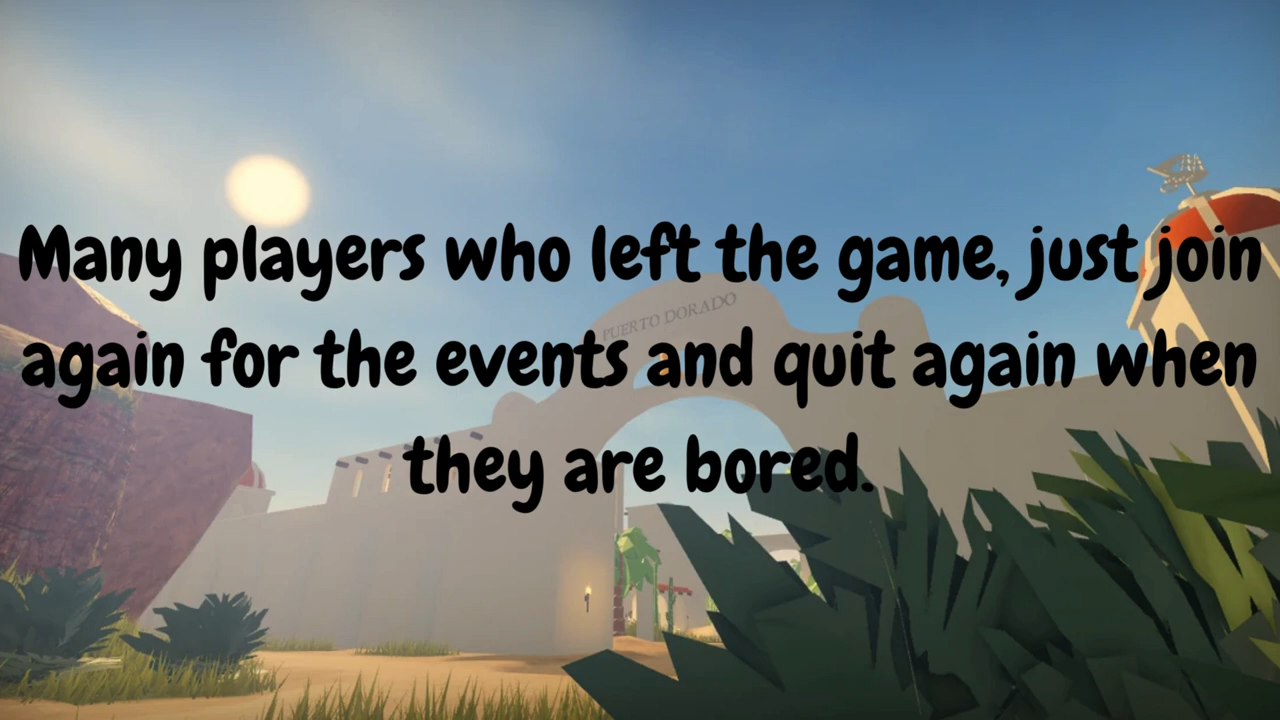 Many players who left the game, just join
again for the events and quit again when
they are bored.
PUERTO DORADO